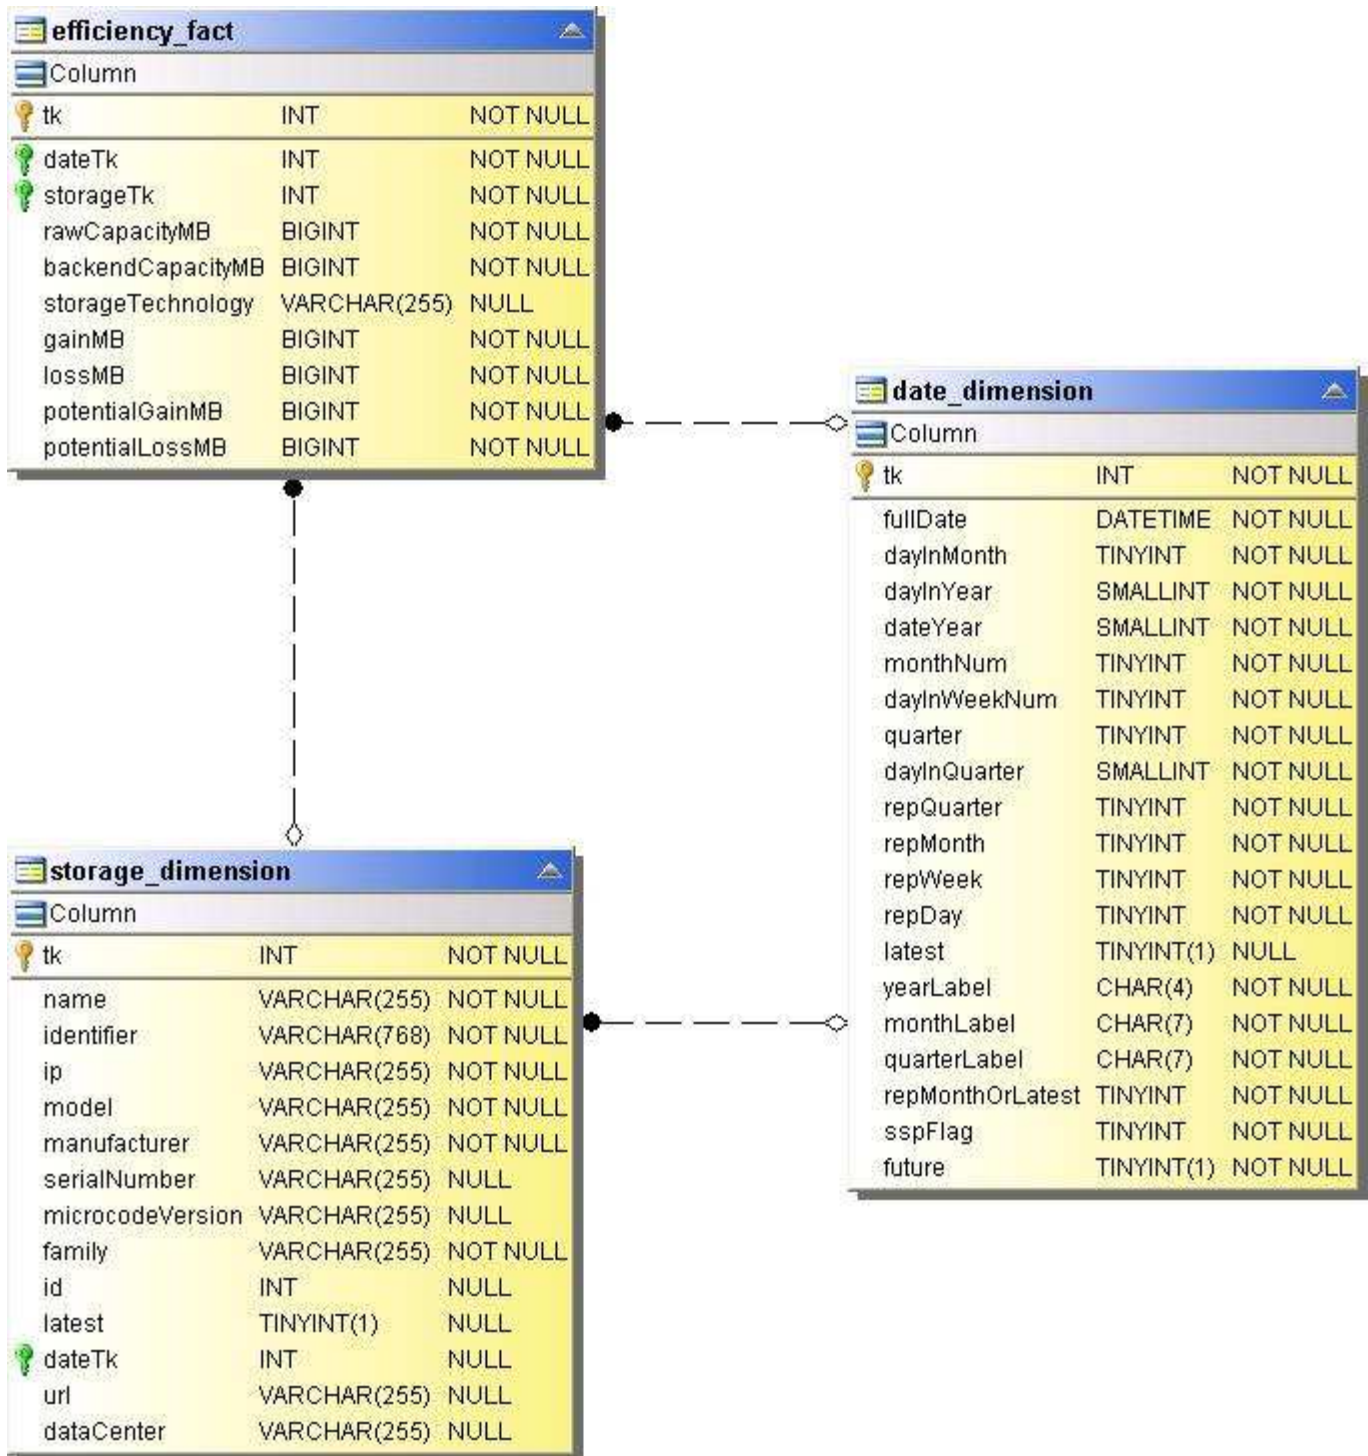 efficiency_fact
Column
tk INT NOT NULL
dateTk INT NOT NULL
storageTk INT NOT NULL
rawCapacityMB BIGINT NOT NULL
backendCapacityMB BIGINT NOT NULL
storageTechnology VARCHAR(255) NULL
gainMB BIGINT NOT NULL
lossMB BIGINT NOT NULL
potentialGainMB BIGINT NOT NULL
potentialLossMB BIGINT NOT NULL
date_dimension
Column
tk INT NOT NULL
fullDate DATETIME NOT NULL
dayInMonth TINYINT NOT NULL
dayInYear SMALLINT NOT NULL
dateYear SMALLINT NOT NULL
monthNum TINYINT NOT NULL
dayInWeekNum TINYINT NOT NULL
quarter TINYINT NOT NULL
dayInQuarter SMALLINT NOT NULL
repQuarter TINYINT NOT NULL
repMonth TINYINT NOT NULL
repWeek TINYINT NOT NULL
repDay TINYINT NOT NULL
latest TINYINT(1) NULL
yearLabel CHAR(4) NOT NULL
monthLabel CHAR(7) NOT NULL
quarterLabel CHAR(7) NOT NULL
repMonthOrLatest TINYINT NOT NULL
sspFlag TINYINT NOT NULL
future TINYINT(1) NOT NULL
storage_dimension
Column
tk INT NOT NULL
name VARCHAR(255) NOT NULL
identifier VARCHAR(768) NOT NULL
ip VARCHAR(255) NOT NULL
model VARCHAR(255) NOT NULL
manufacturer VARCHAR(255) NOT NULL
serialNumber VARCHAR(255) NULL
microcodeVersion VARCHAR(255) NULL
family VARCHAR(255) NOT NULL
id INT NULL
latest TINYINT(1) NULL
dateTk INT NULL
url VARCHAR(255) NULL
dataCenter VARCHAR(255) NULL